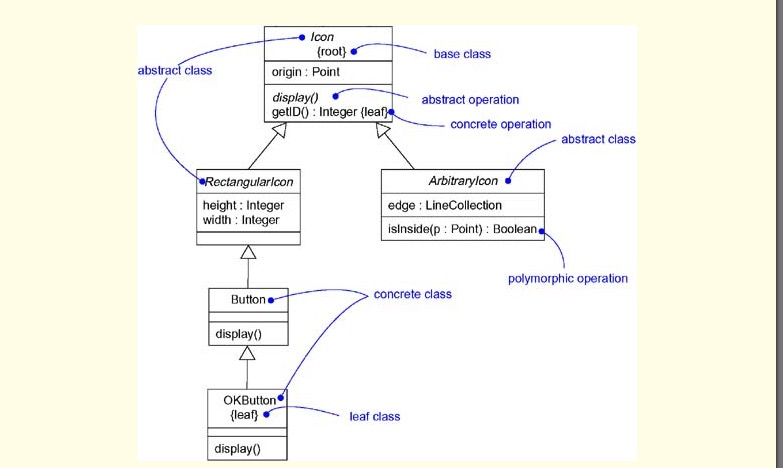 Icon
{root}
base class
abstract class
origin : Point
display()
abstract operation
getID() : Integer {leaf}
concrete operation
abstract class
RectangularIcon
ArbitraryIcon
height : Integer
width : Integer
edge : LineCollection
isInside(p : Point) : Boolean
polymorphic operation
Button
concrete class
display()
OKButton
{leaf}
leaf class
display()